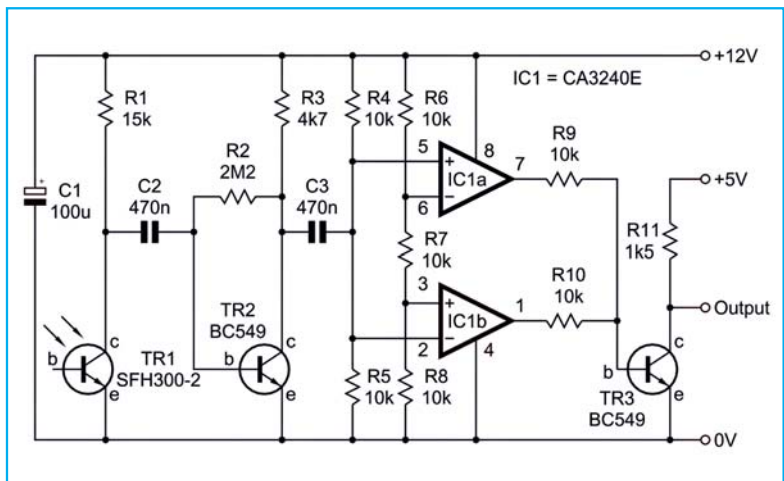 +12V
IC1 = CA3240E
R1
15k
R3
4k7
R4
10k
R6
10k
R2
2M2
5
+
8
7
IC1a
6
−
R9
10k
+5V
+
C1
100u
C2
470n
C3
470n
R7
10k
R11
1k5
3
+
1
IC1b
2
−
4
R10
10k
Output
TR2
BC549
c
b
e
TR1
SFH300-2
c
b
e
R5
10k
R8
10k
c
b
e
TR3
BC549
0V